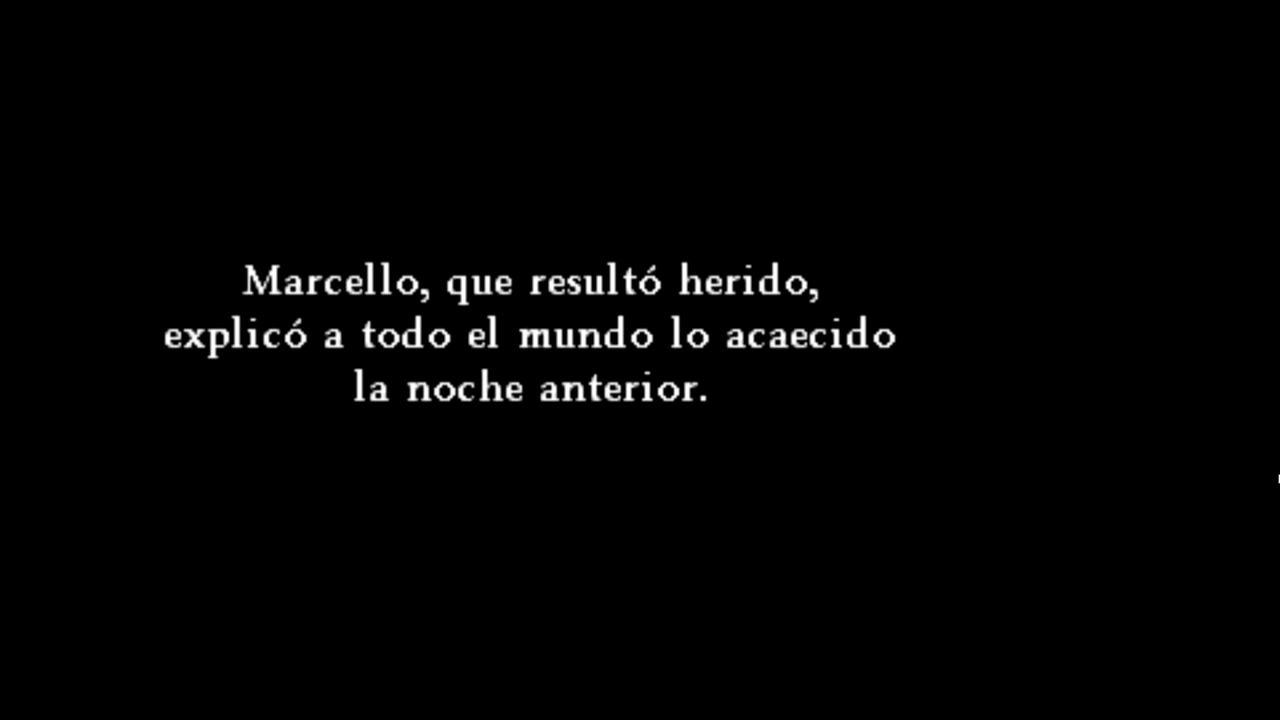 Marcello, que resultó herido,
explicó a todo el mundo lo acaecido
la noche anterior.